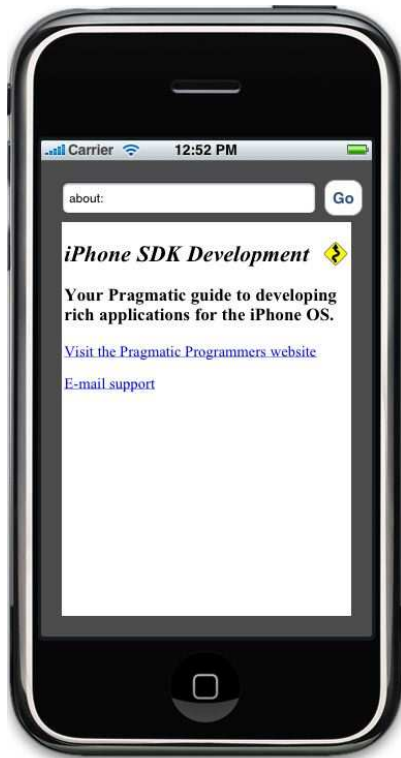 Carrier 12:52 PM
about: Go
iPhone SDK Development
Your Pragmatic guide to developing
rich applications for the iPhone OS.
Visit the Pragmatic Programmers website
E-mail support